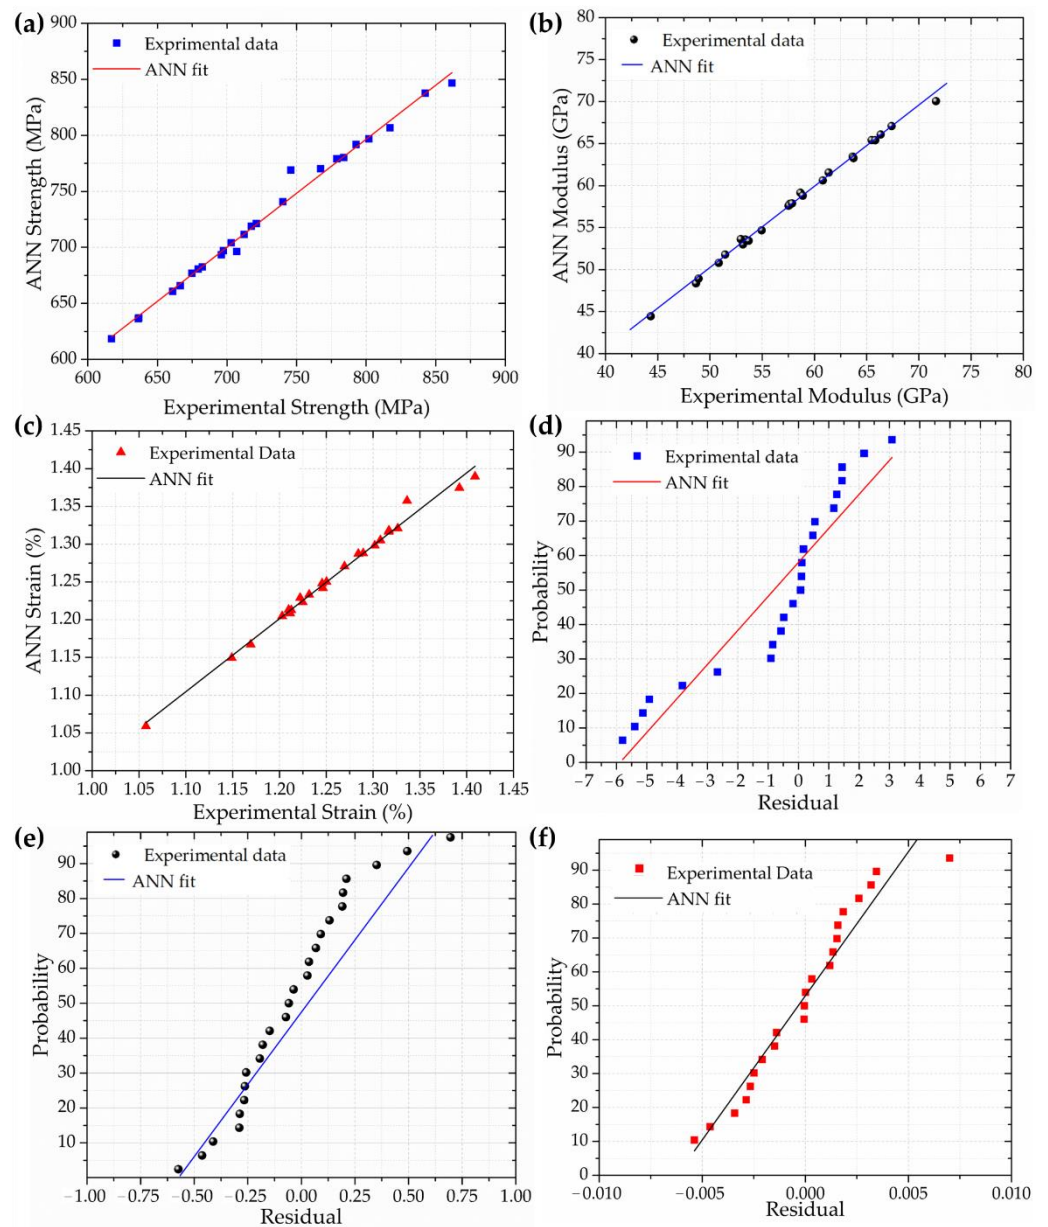 (a)
900
850
800
750
700
650
600
ANN Strength (MPa)
Exprimental data
ANN fit
600 650 700 750 800 850 900
Experimental Strength (MPa)
(b)
80
75
70
65
60
55
50
45
40
ANN Modulus (GPa)
Experimental data
ANN fit
40 45 50 55 60 65 70 75 80
Experimental Modulus (GPa)
(c)
1.45
1.40
1.30
1.25
1.20
1.15
1.10
1.05
1.00
ANN Strain (%)
Experimental Data
ANN fit
1.00 1.05 1.10 1.15 1.20 1.25 1.30 1.35 1.40 1.45
Experimental Strain (%)
(d)
90
80
70
60
50
40
30
20
10
0
Probability
Exprimental data
ANN fit
−7 −6 −5 −4 −3 −2 −1 0 1 2 3 4 5 6 7
Residual
(e)
90
80
70
60
50
40
30
20
10
Probability
Experimental data
ANN fit
−1.00 −0.75 −0.50 −0.25 0.00 0.25 0.50 0.75 1.00
Residual
(f)
90
80
70
60
50
40
30
20
10
0
Probability
Experimental Data
ANN fit
−0.010 −0.005 0.000 0.005 0.010
Residual